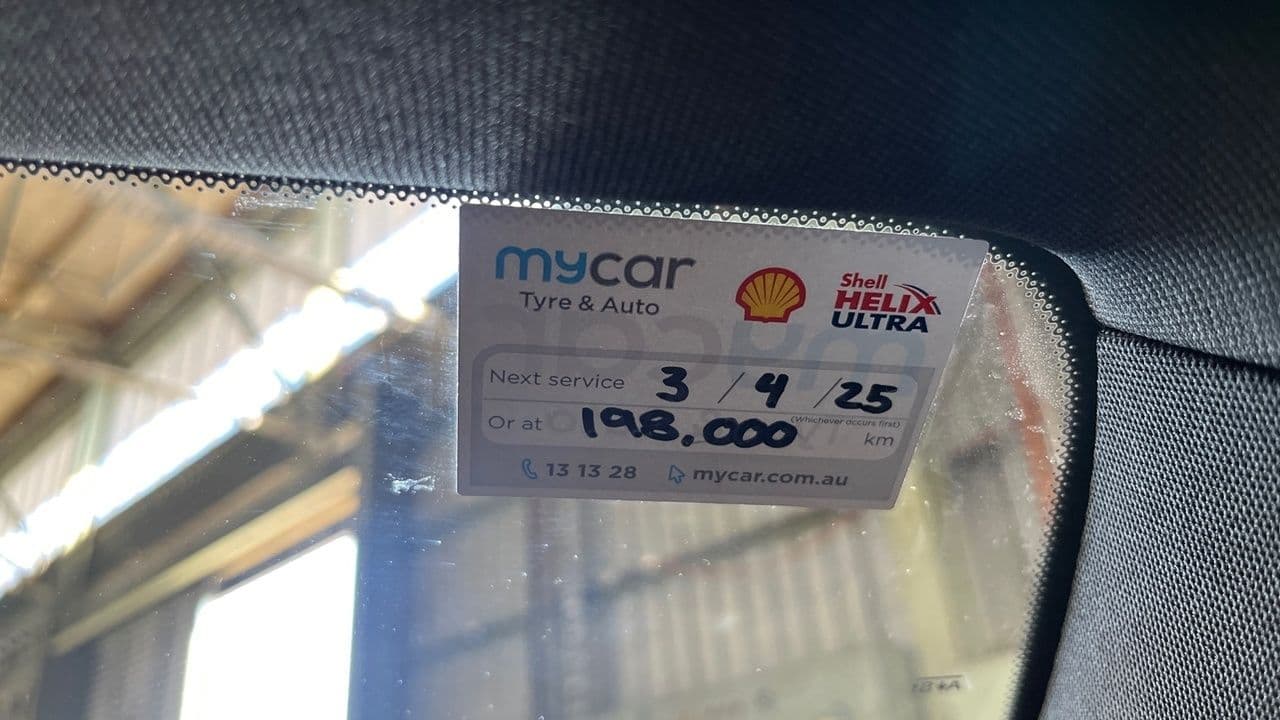 mycar
Tyre & Auto
Shell
HELIX
ULTRA
Next service 3 / 4 / 25
(Whichever occurs first)
Or at 198.000 km
13 13 28 mycar.com.au